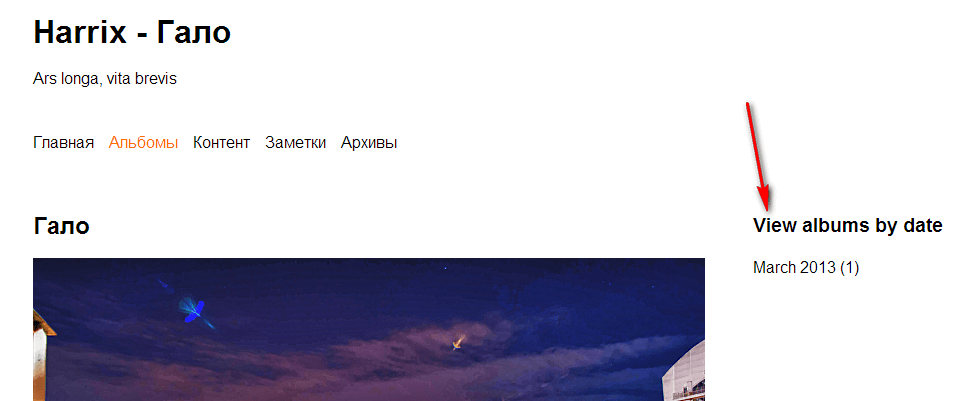 Harrix - Гало
Ars longa, vita brevis
Главная Альбомы Контент Заметки Архивы
Гало
View albums by date
March 2013 (1)